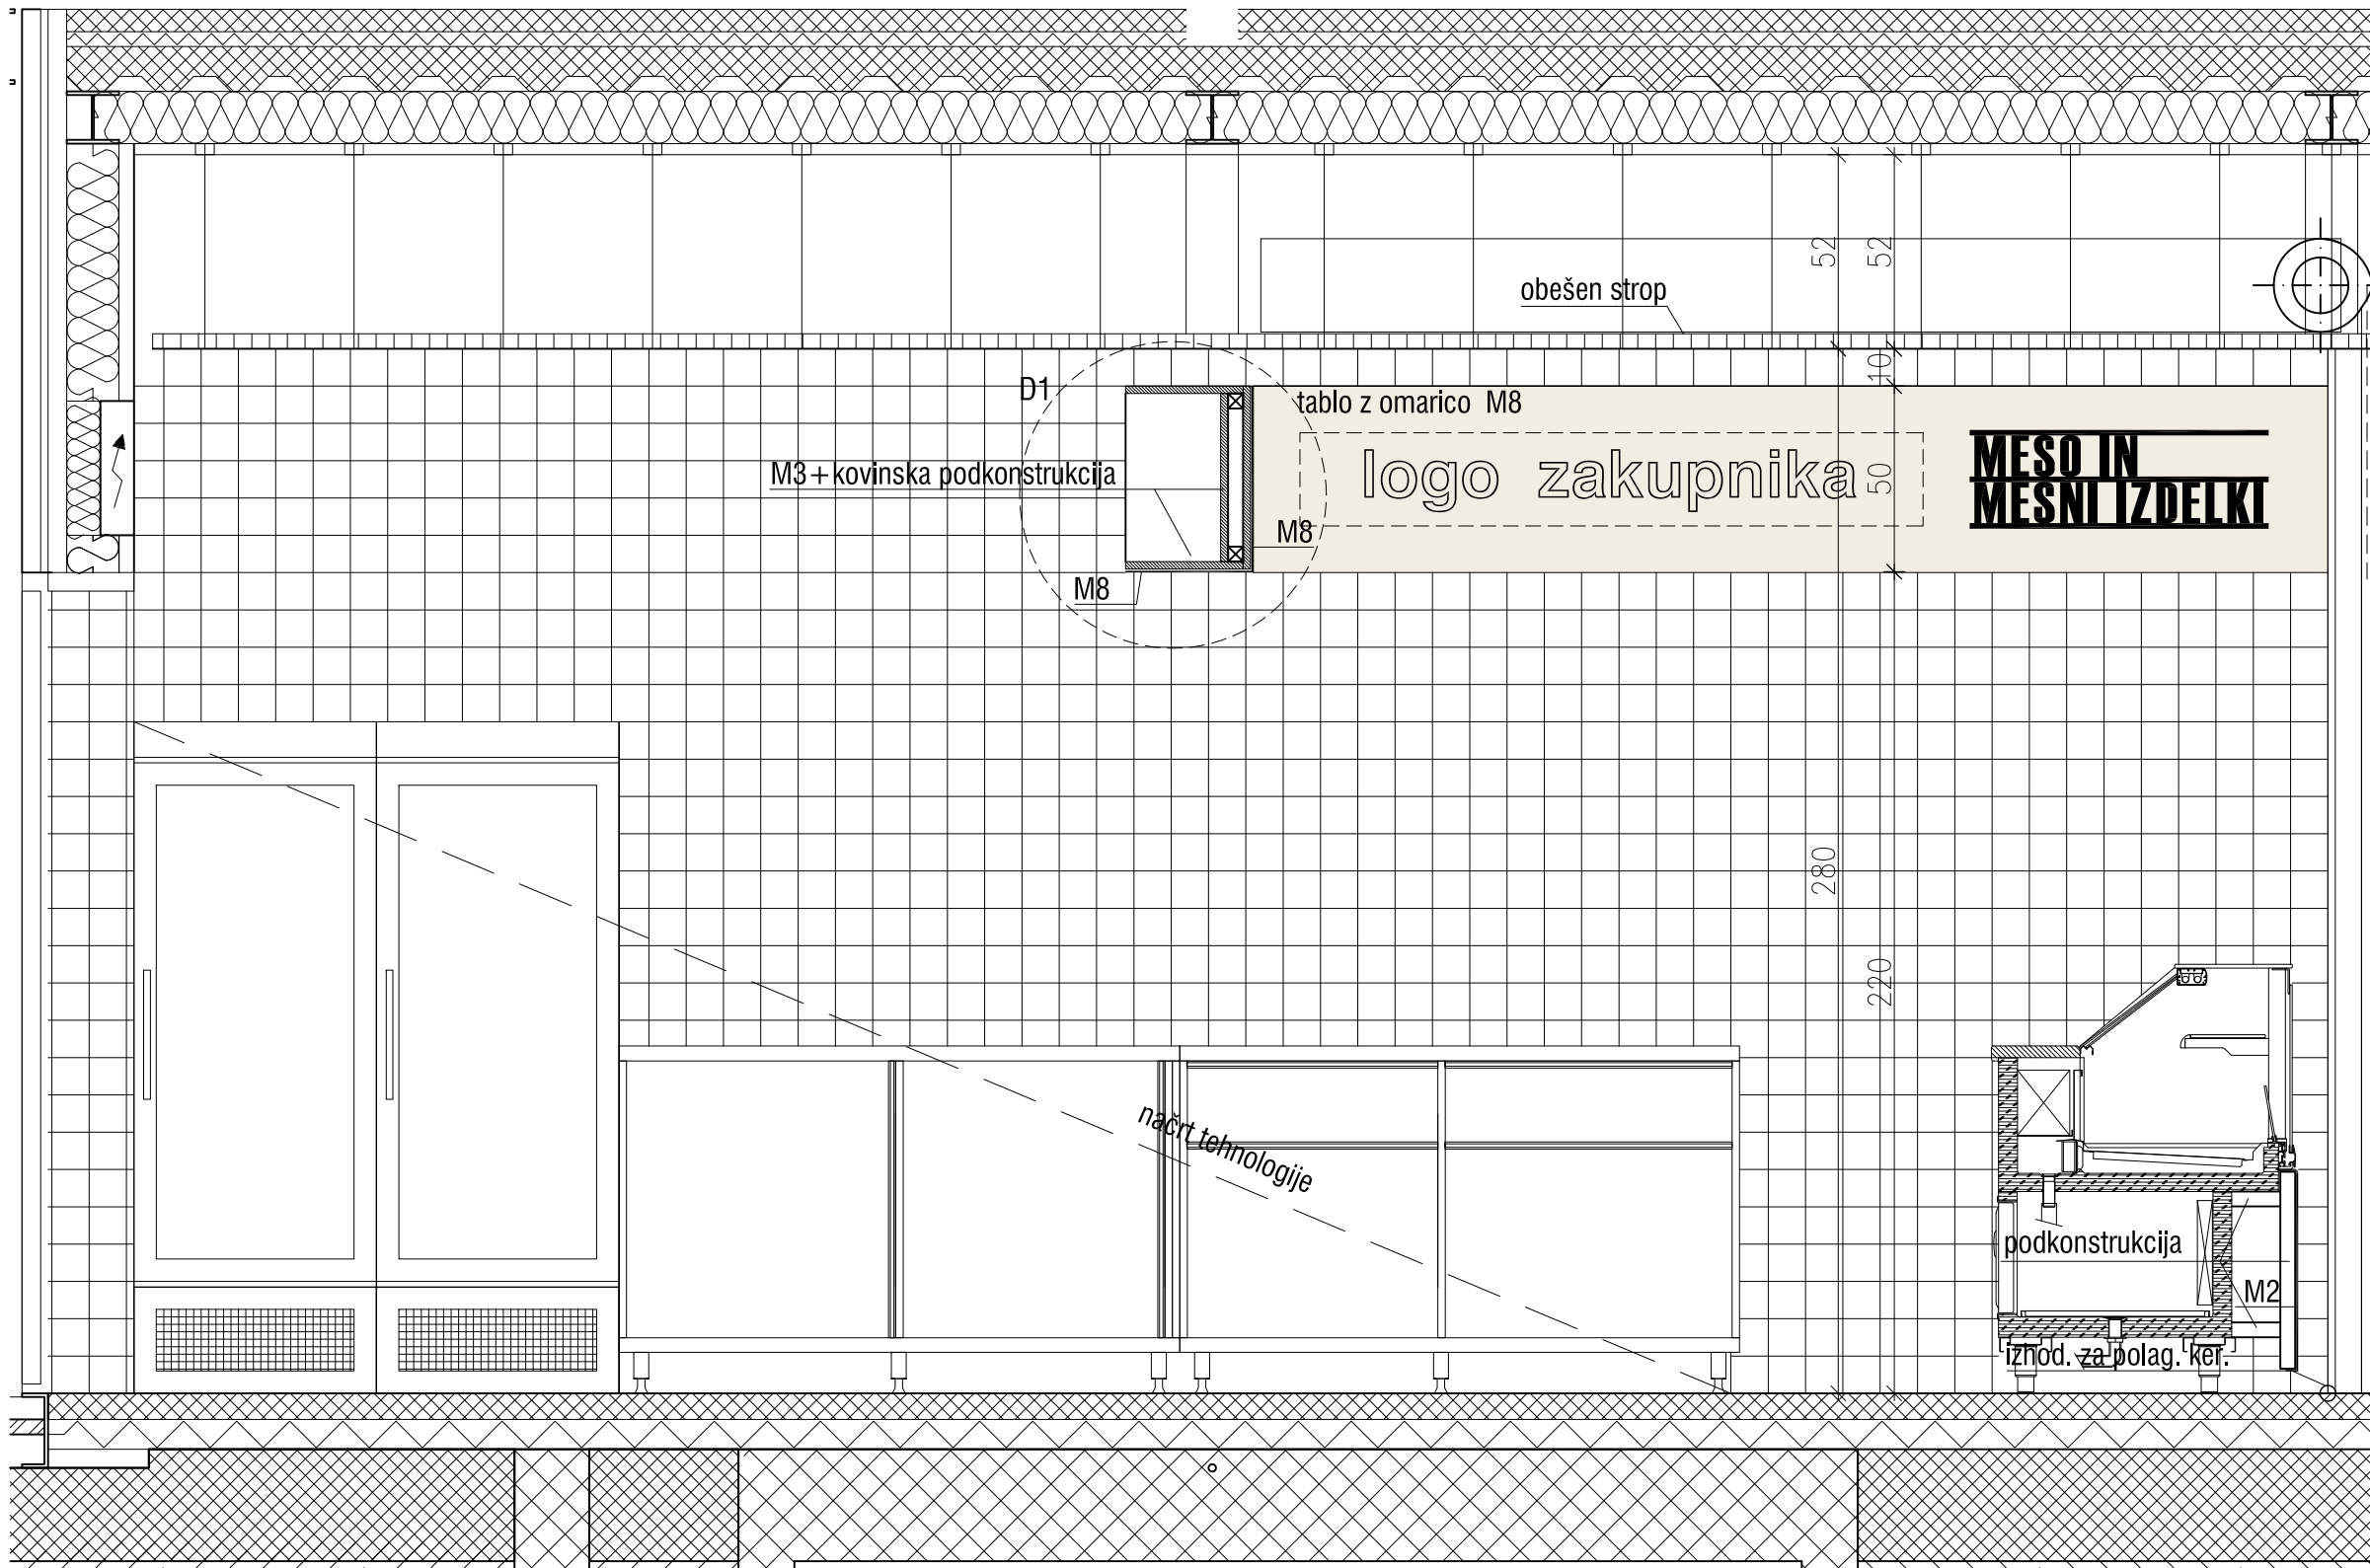 52
52
obešen strop
10
D1
tablo z omarico M8
M3+kovinska podkonstrukcija
logo zakupnika
50
MESO IN
MESNI IZDELKI
M8
M8
280
220
načrt tehnologije
podkonstrukcija
M2
izhod. za polag. ker.